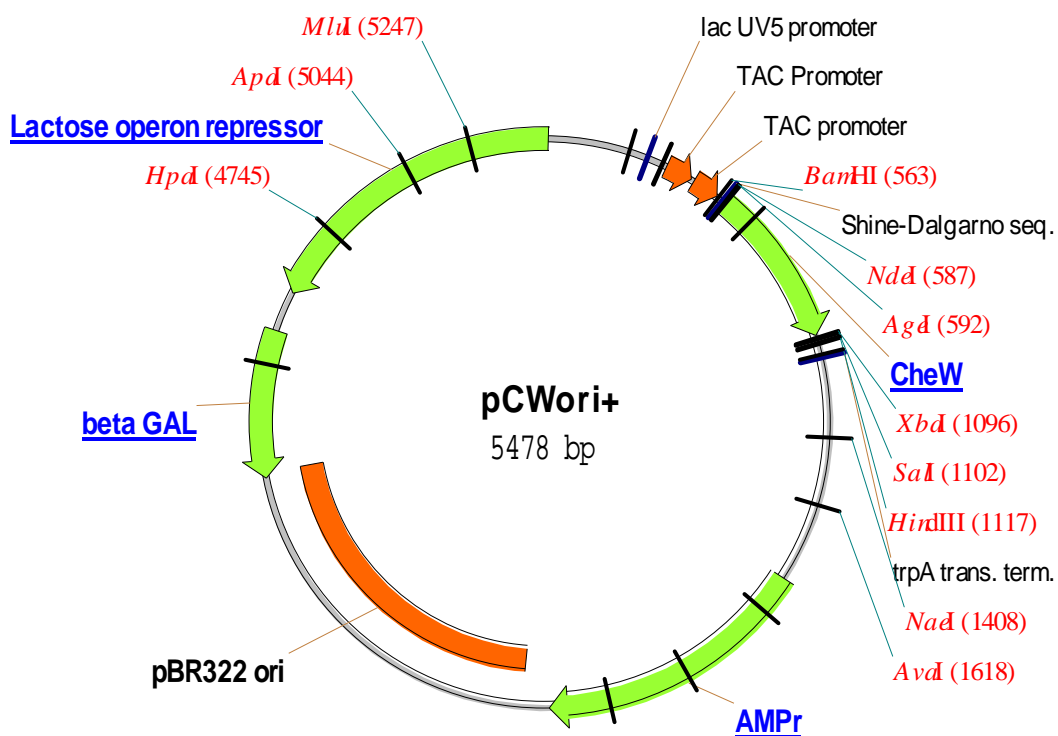 MluI (5247)
ApaI (5044)
Lactose operon repressor
HpaI (4745)
beta GAL
pBR322 ori
pCWori+
5478 bp
lac UV5 promoter
TAC Promoter
TAC promoter
BamHI (563)
Shine-Dalgarno seq.
NdeI (587)
AgeI (592)
CheW
XbaI (1096)
SalI (1102)
HindIII (1117)
trpA trans. term.
NaeI (1408)
AvaI (1618)
AMPr